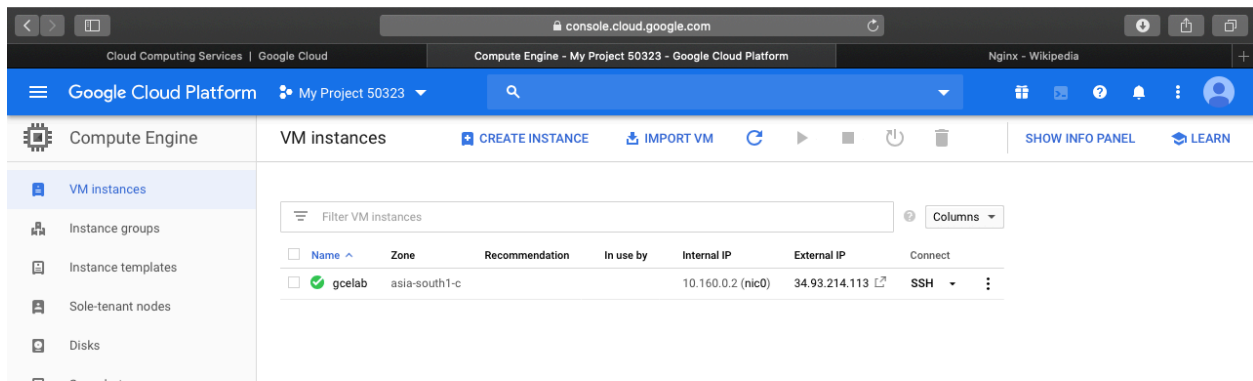 console.cloud.google.com
Cloud Computing Services | Google Cloud
Compute Engine - My Project 50323 - Google Cloud Platform
Nginx - Wikipedia
Google Cloud Platform
My Project 50323
Compute Engine
VM instances
CREATE INSTANCE
IMPORT VM
SHOW INFO PANEL
LEARN
VM instances
Instance groups
Instance templates
Sole-tenant nodes
Disks
Filter VM instances
Columns
Name Zone Recommendation In use by Internal IP External IP Connect
gcelab asia-south1-c 10.160.0.2 (nic0) 34.93.214.113 SSH